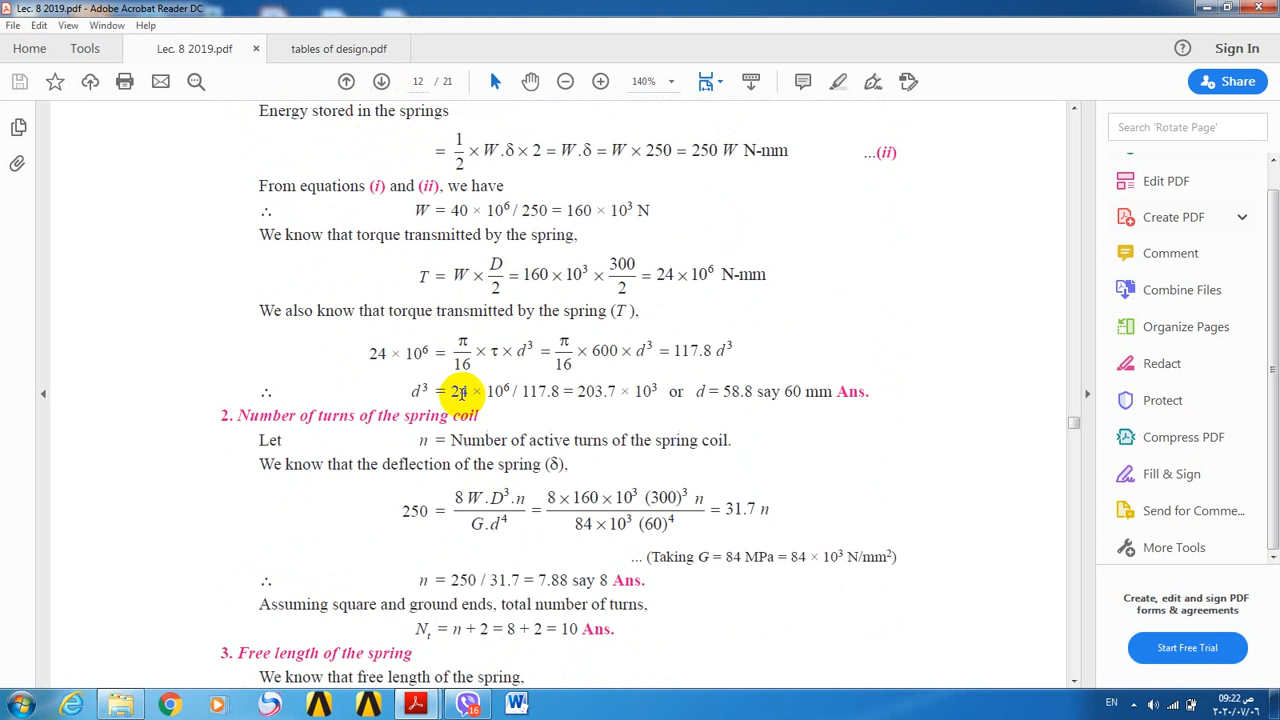 Lec. 8 2019.pdf - Adobe Acrobat Reader DC
File Edit View Window Help
Home Tools Lec. 8 2019.pdf × tables of design.pdf Sign In
12 / 21 140% Share
Energy stored in the springs
= 1/2 × W.δ × 2 = W.δ = W × 250 = 250 W N-mm ...(ii)
From equations (i) and (ii), we have
∴ W = 40 × 10⁶ / 250 = 160 × 10³ N
We know that torque transmitted by the spring,
T = W × D/2 = 160 × 10³ × 300/2 = 24 × 10⁶ N-mm
We also know that torque transmitted by the spring (T ),
24 × 10⁶ = π/16 × τ × d³ = π/16 × 600 × d³ = 117.8 d³
∴ d³ = 24 × 10⁶ / 117.8 = 203.7 × 10³ or d = 58.8 say 60 mm Ans.
2. Number of turns of the spring coil
Let n = Number of active turns of the spring coil.
We know that the deflection of the spring (δ),
250 = 8 W.D³.n / G.d⁴ = 8 × 160 × 10³ (300)³ n / 84 × 10³ (60)⁴ = 31.7 n
... (Taking G = 84 MPa = 84 × 10³ N/mm²)
∴ n = 250 / 31.7 = 7.88 say 8 Ans.
Assuming square and ground ends, total number of turns,
Nₜ = n + 2 = 8 + 2 = 10 Ans.
3. Free length of the spring
We know that free length of the spring,
Search 'Rotate Page'
Edit PDF
Create PDF
Comment
Combine Files
Organize Pages
Redact
Protect
Compress PDF
Fill & Sign
Send for Comme...
More Tools
Create, edit and sign PDF
forms & agreements
Start Free Trial
16
W
EN
09:22 ص
٢٠٢٠/٠٧/٠٦